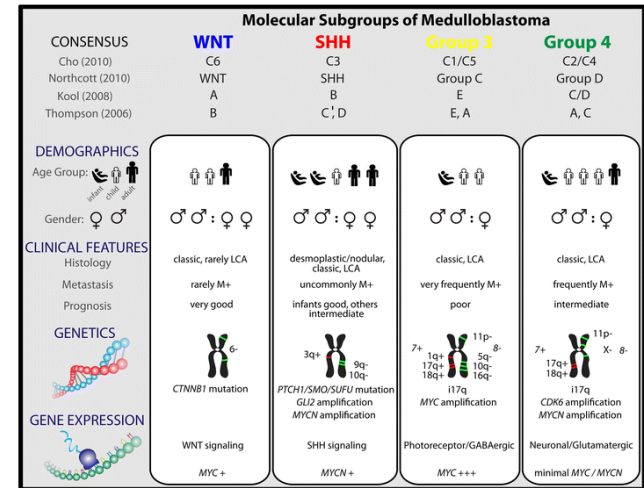 Molecular Subgroups of Medulloblastoma
CONSENSUS WNT SHH Group 3 Group 4
Cho (2010) C6 C3 C1/C5 C2/C4
Northcott (2010) WNT SHH Group C Group D
Kool (2008) A B E C/D
Thompson (2006) B C', D E, A A, C
DEMOGRAPHICS
Age Group:
infant child adult
Gender: ♀ ♂ ♂♂:♀♀ ♂♂:♀♀ ♂♂:♀ ♂♂:♀
CLINICAL FEATURES
Histology classic, rarely LCA desmoplastic/nodular, classic, LCA classic, LCA
classic, LCA
Metastasis rarely M+ uncommonly M+ very frequently M+ frequently M+
Prognosis very good infants good, others poor intermediate
intermediate
GENETICS
6-
3q+
9q-
10q-
7+ 11p- 8-
1q+ 5q-
17q+ 10q-
18q+ 16q-
11p-
7+ X- 8-
17q+
18q+
CTNNB1 mutation PTCH1/SMO/SUFU mutation i17q i17q
GLI2 amplification MYC amplification CDK6 amplification
MYCN amplification MYCN amplification
GENE EXPRESSION
WNT signaling SHH signaling Photoreceptor/GABAergic Neuronal/Glutamatergic
MYC + MYCN + MYC +++ minimal MYC / MYCN